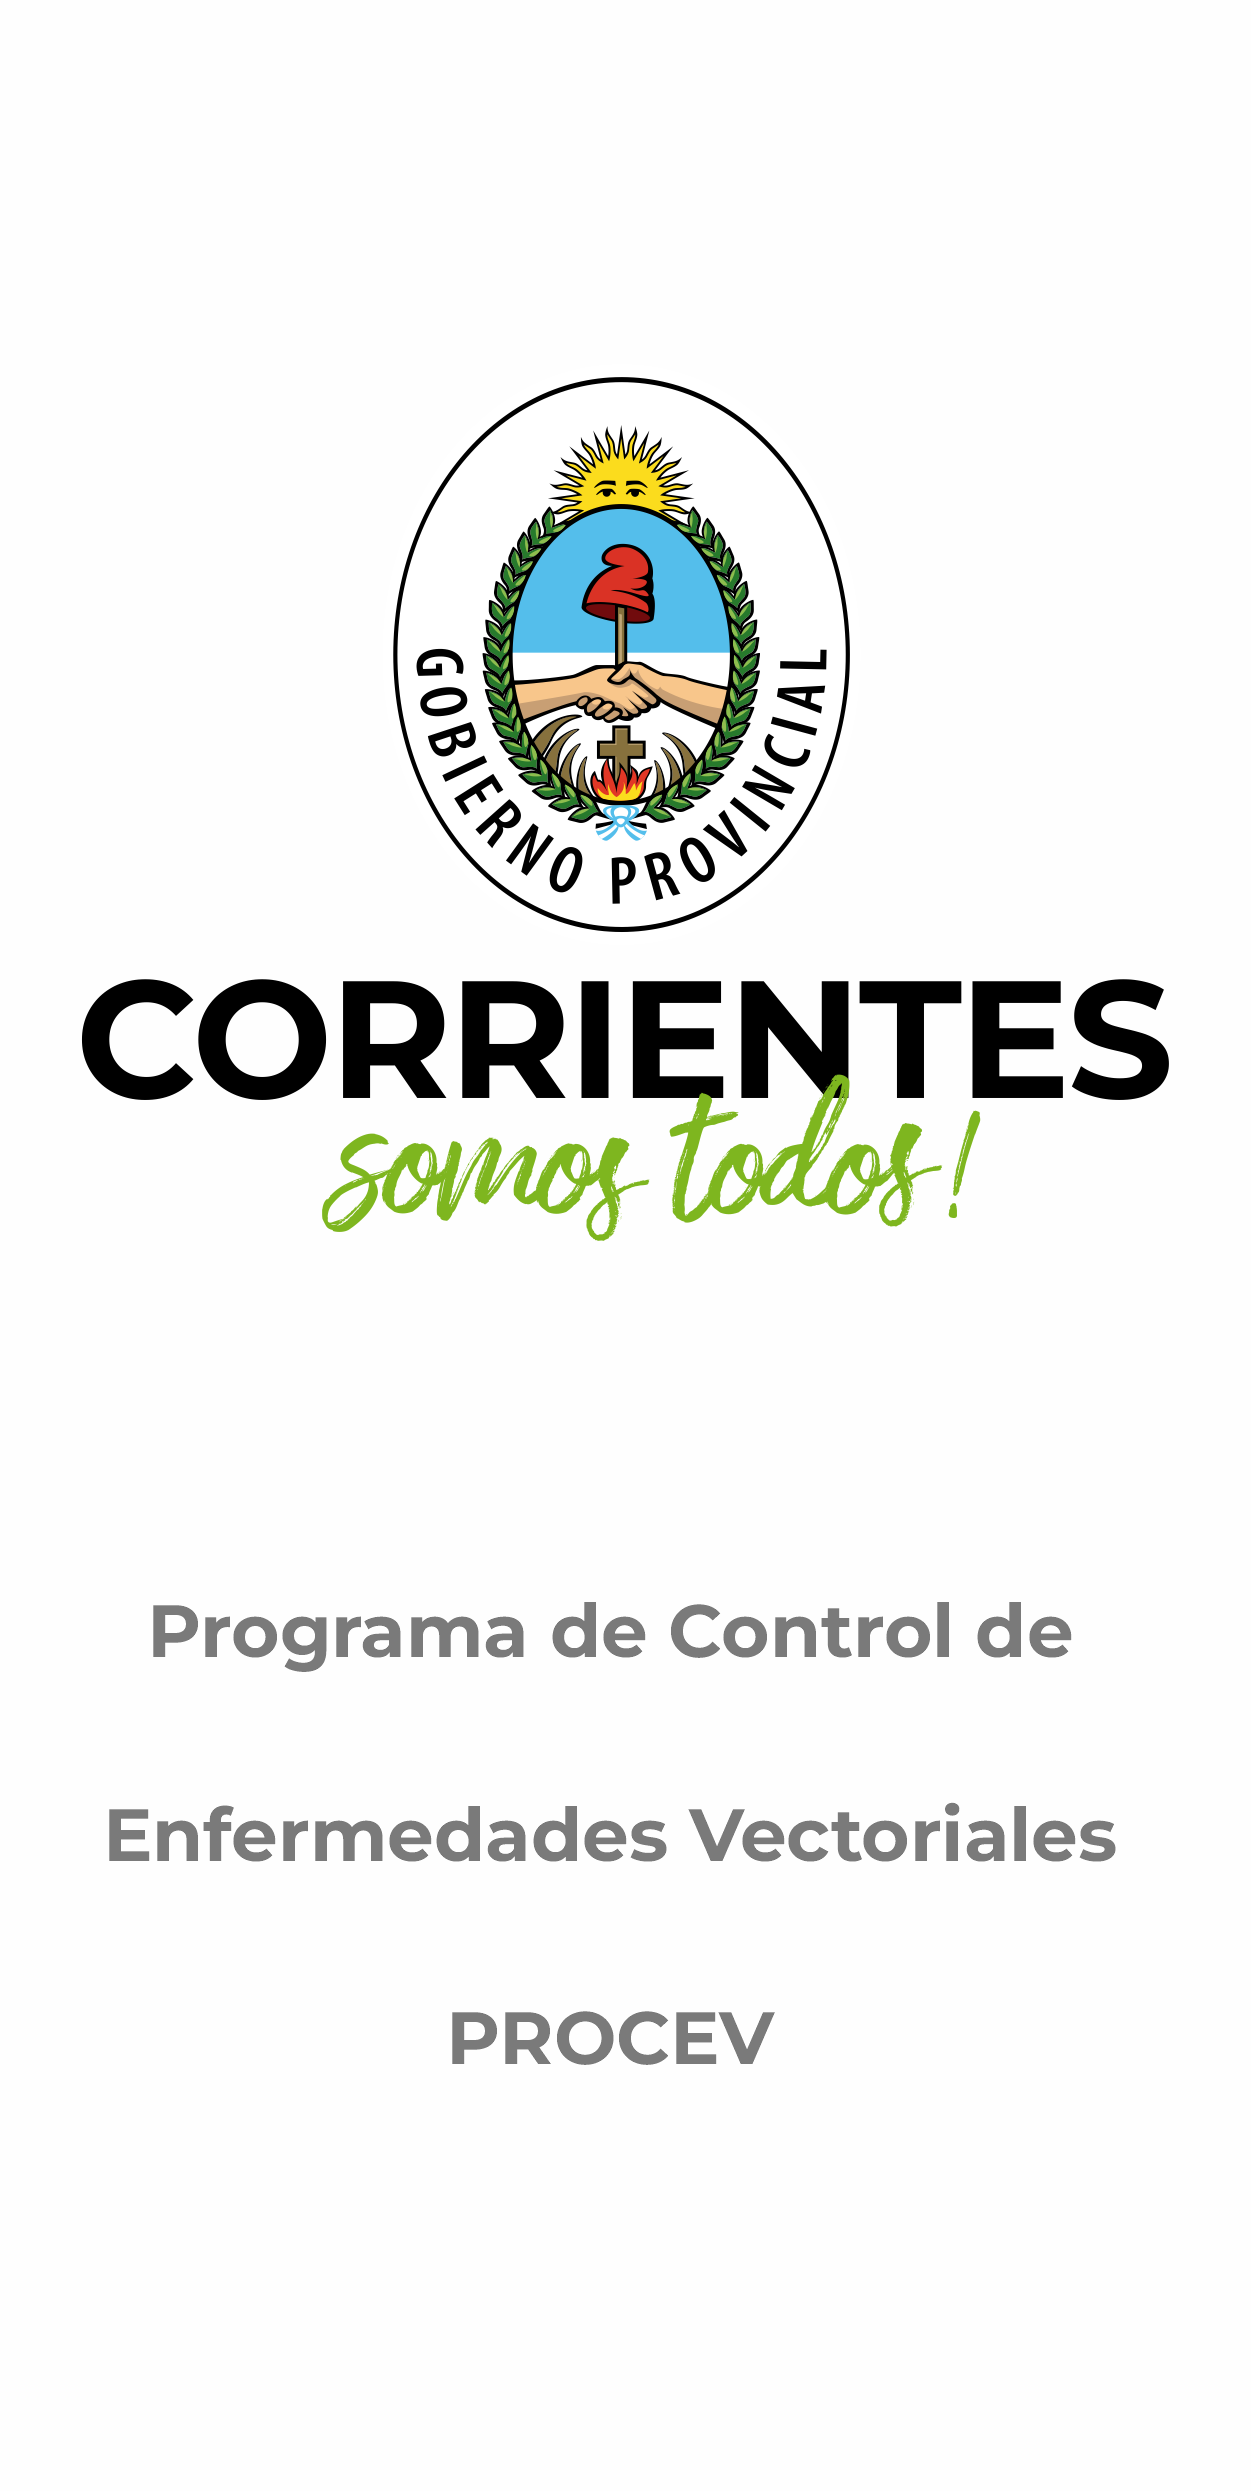 GOBIERNO PROVINCIAL
CORRIENTES
somos todos!
Programa de Control de
Enfermedades Vectoriales
PROCEV